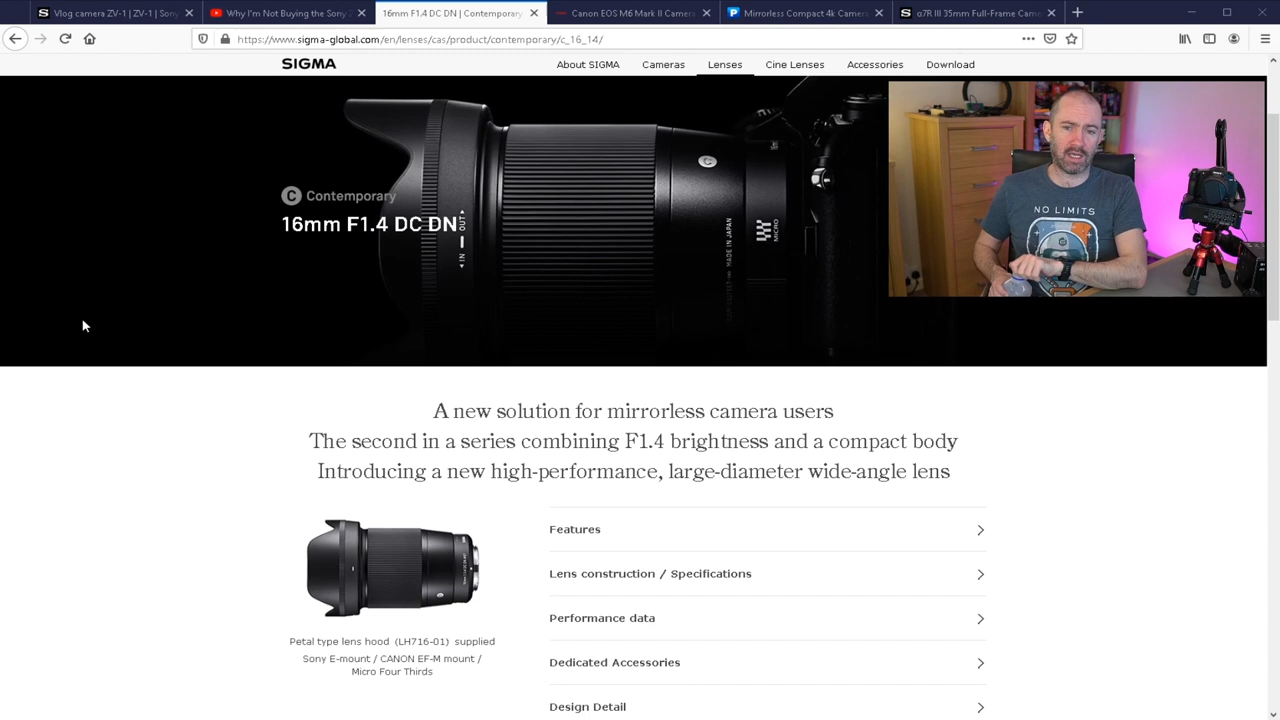 Vlog camera ZV-1 | ZV-1 | Sony
Why I'm Not Buying the Sony Z
16mm F1.4 DC DN | Contemporary
Canon EOS M6 Mark II Camera
Mirrorless Compact 4k Camera
α7R III 35mm Full-Frame Cam
https://www.sigma-global.com/en/lenses/cas/product/contemporary/c_16_14/
SIGMA
About SIGMA
Cameras
Lenses
Cine Lenses
Accessories
Download
C Contemporary
16mm F1.4 DC DN
OUT
IN
C
MADE IN JAPAN
MICRO
NO LIMITS
A new solution for mirrorless camera users
The second in a series combining F1.4 brightness and a compact body
Introducing a new high-performance, large-diameter wide-angle lens
Features
Lens construction / Specifications
Performance data
Dedicated Accessories
Design Detail
Petal type lens hood (LH716-01) supplied
Sony E-mount / CANON EF-M mount /
Micro Four Thirds